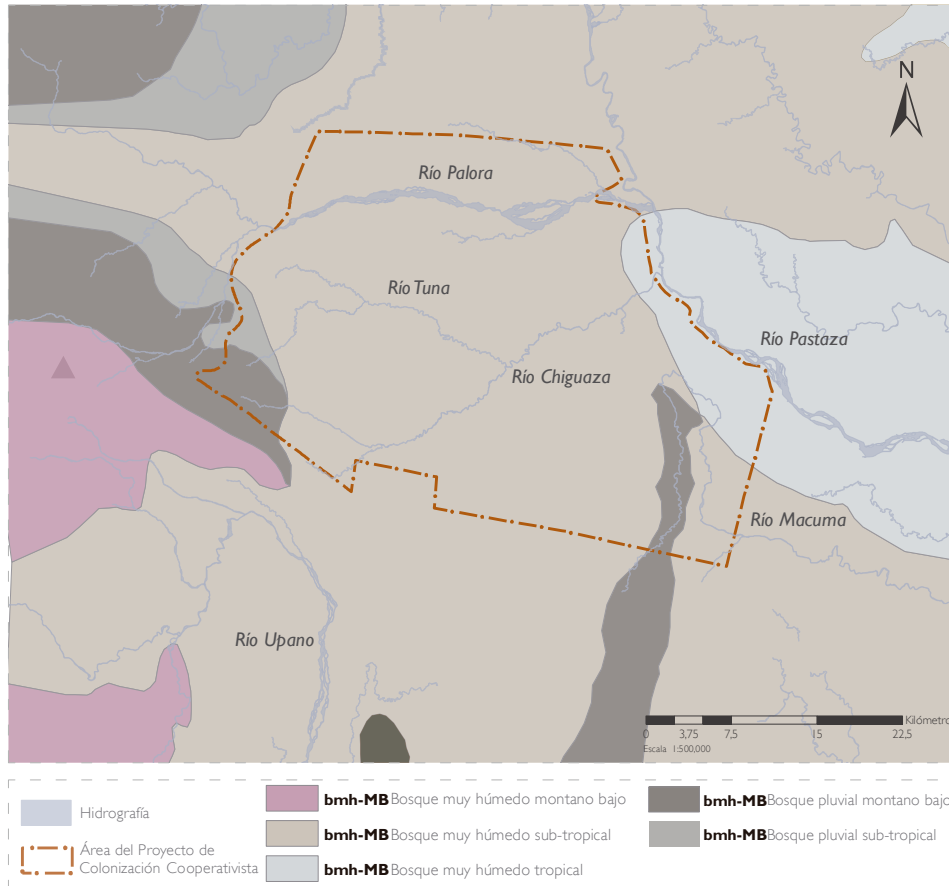 N
Río Palora
Río Tuna
Río Pastaza
Río Chiguaza
Río Macuma
Río Upano
Kilómetro
0 3,75 7,5 15 22,5
Escala 1:500,000
Hidrografía
Área del Proyecto de
Colonización Cooperativista
bmh-MB Bosque muy húmedo montano bajo
bmh-MB Bosque muy húmedo sub-tropical
bmh-MB Bosque muy húmedo tropical
bmh-MB Bosque pluvial montano bajo
bmh-MB Bosque pluvial sub-tropical